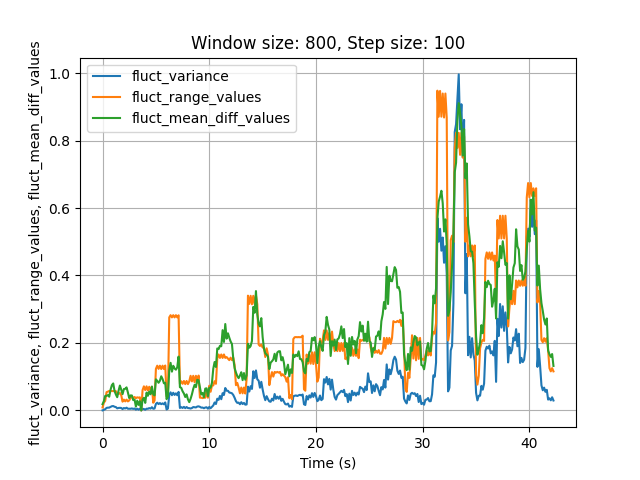 Window size: 800, Step size: 100
fluct_variance, fluct_range_values, fluct_mean_diff_values
1.0
0.8
0.6
0.4
0.2
0.0
fluct_variance
fluct_range_values
fluct_mean_diff_values
0 10 20 30 40
Time (s)